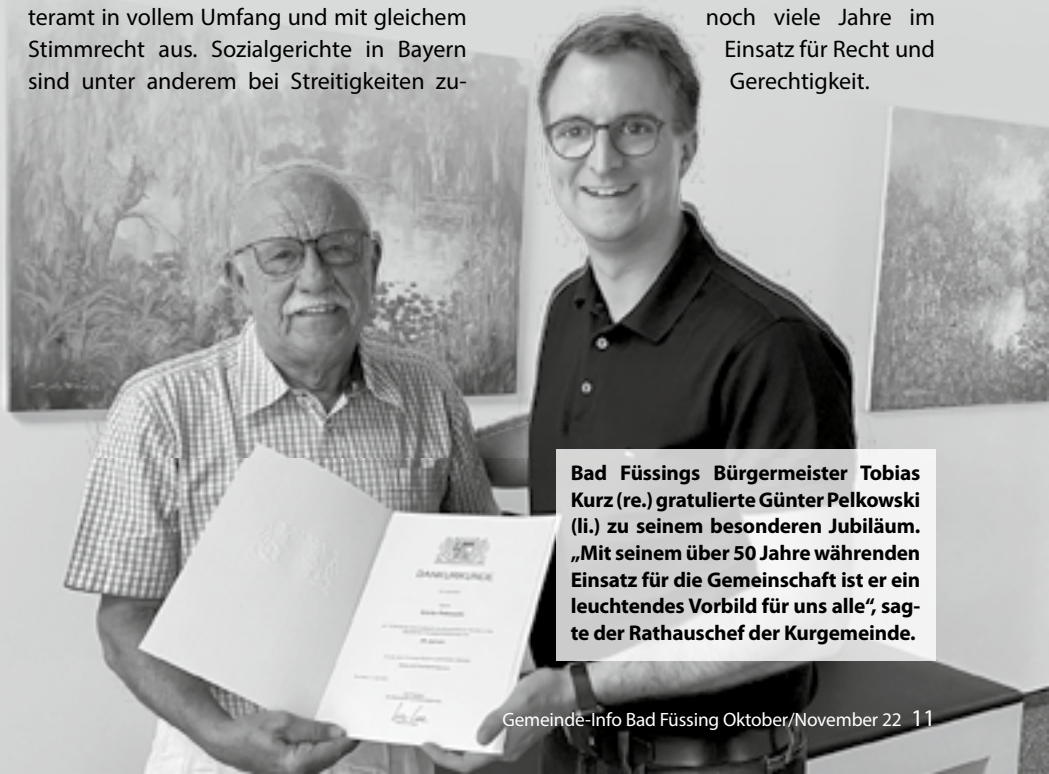 teramt in vollem Umfang und mit gleichem
Stimmrecht aus. Sozialgerichte in Bayern
sind unter anderem bei Streitigkeiten zu-
noch viele Jahre im
Einsatz für Recht und
Gerechtigkeit.
DANKURKUNDE
Bad Füssings Bürgermeister Tobias
Kurz (re.) gratulierte Günter Pelkowski
(li.) zu seinem besonderen Jubiläum.
„Mit seinem über 50 Jahre währenden
Einsatz für die Gemeinschaft ist er ein
leuchtendes Vorbild für uns alle“, sag-
te der Rathauschef der Kurgemeinde.
Gemeinde-Info Bad Füssing Oktober/November 22 11